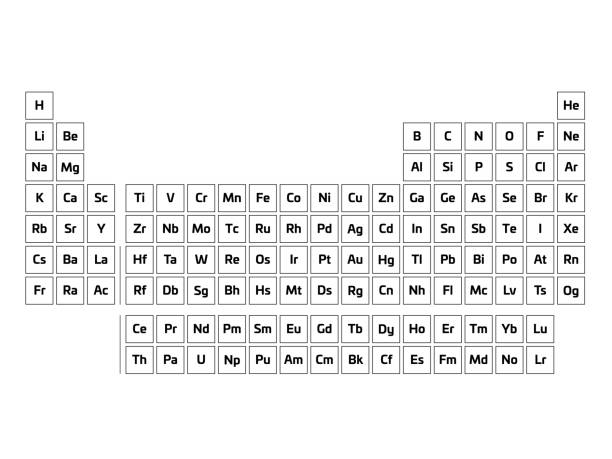 H He
Li Be B C N O F Ne
Na Mg Al Si P S Cl Ar
K Ca Sc Ti V Cr Mn Fe Co Ni Cu Zn Ga Ge As Se Br Kr
Rb Sr Y Zr Nb Mo Tc Ru Rh Pd Ag Cd In Sn Sb Te I Xe
Cs Ba La Hf Ta W Re Os Ir Pt Au Hg Tl Pb Bi Po At Rn
Fr Ra Ac Rf Db Sg Bh Hs Mt Ds Rg Cn Nh Fl Mc Lv Ts Og
Ce Pr Nd Pm Sm Eu Gd Tb Dy Ho Er Tm Yb Lu
Th Pa U Np Pu Am Cm Bk Cf Es Fm Md No Lr